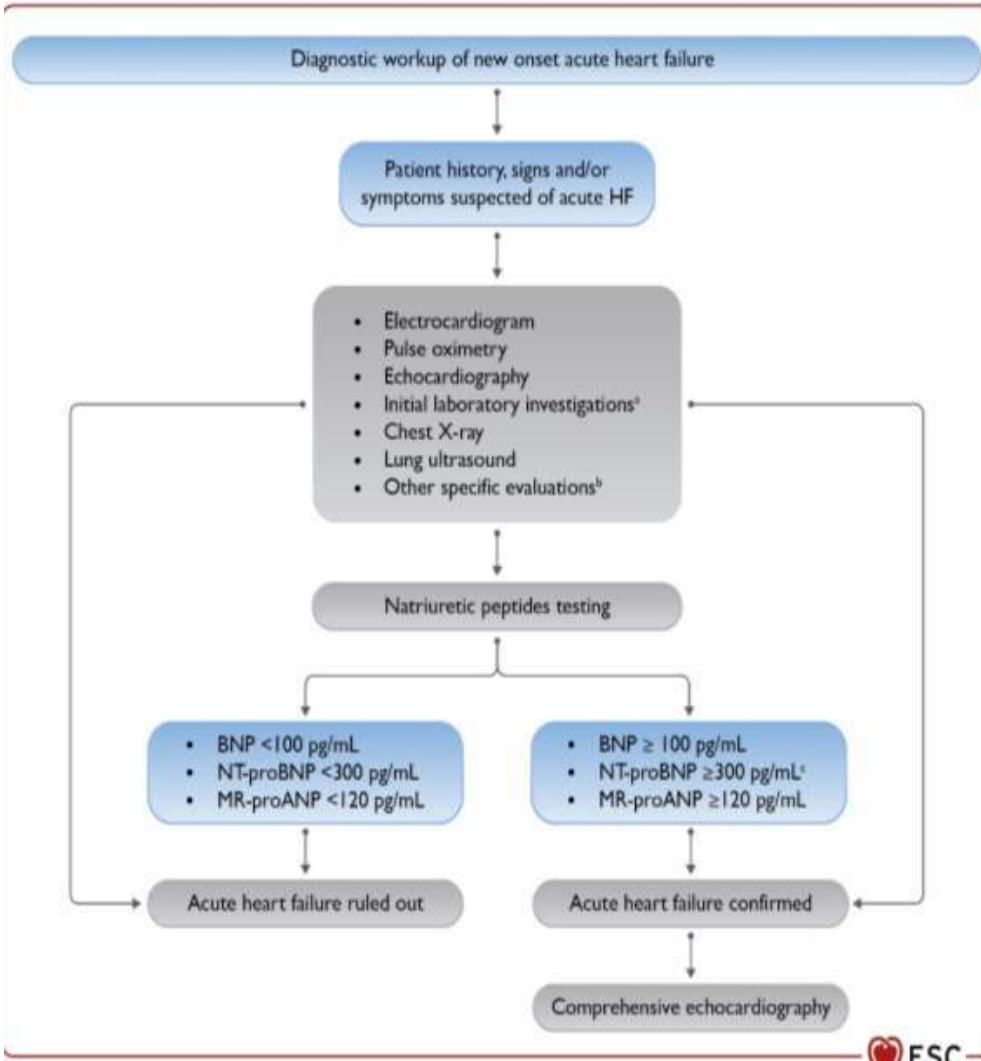 Diagnostic workup of new onset acute heart failure
Patient history, signs and/or
symptoms suspected of acute HF
• Electrocardiogram
• Pulse oximetry
• Echocardiography
• Initial laboratory investigationsᵃ
• Chest X-ray
• Lung ultrasound
• Other specific evaluationsᵇ
Natriuretic peptides testing
• BNP <100 pg/mL
• NT-proBNP <300 pg/mL
• MR-proANP <120 pg/mL
• BNP ≥ 100 pg/mL
• NT-proBNP ≥300 pg/mLᶜ
• MR-proANP ≥120 pg/mL
Acute heart failure ruled out
Acute heart failure confirmed
Comprehensive echocardiography
ESC